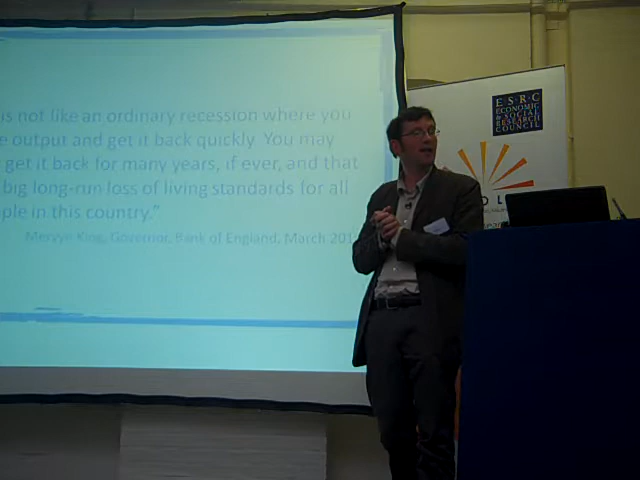 is not like an ordinary recession where you
e output and get it back quickly. You may
get it back for many years, if ever, and that
big long-run loss of living standards for all
ple in this country."
Mervyn King, Governor, Bank of England, March 201
E·S·R·C
ECONOMIC
& SOCIAL
RESEARCH
COUNCIL